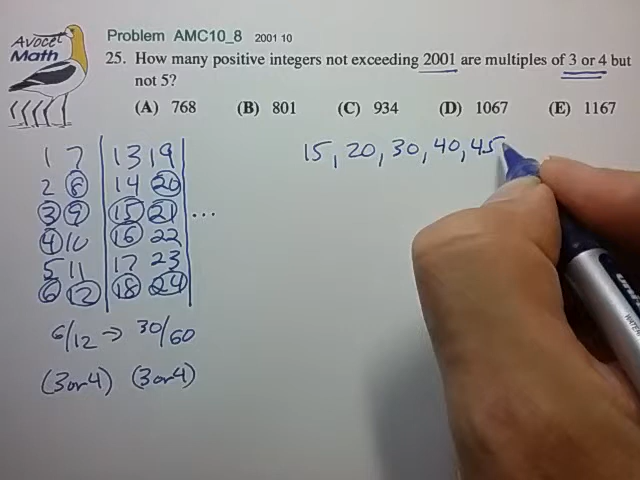 Avocet
Math
Problem AMC10_8 2001 10
25. How many positive integers not exceeding 2001 are multiples of 3 or 4 but
not 5?
(A) 768 (B) 801 (C) 934 (D) 1067 (E) 1167
1 7 13 19 15, 20, 30, 40, 45
2 8 14 20
3 9 15 21 ...
4 10 16 22
5 11 17 23
6 12 18 24
6/12 → 30/60
(3or4) (3or4)